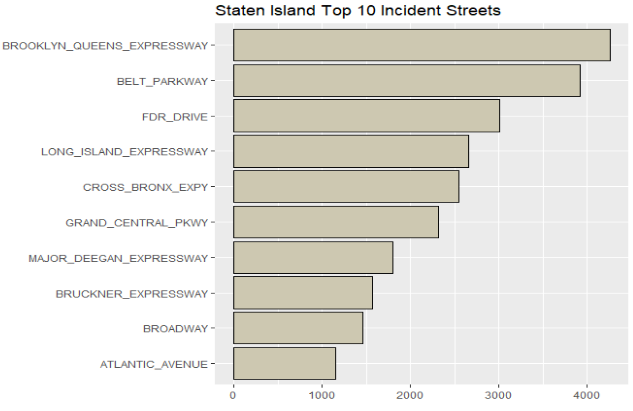 Staten Island Top 10 Incident Streets
BROOKLYN_QUEENS_EXPRESSWAY
BELT_PARKWAY
FDR_DRIVE
LONG_ISLAND_EXPRESSWAY
CROSS_BRONX_EXPY
GRAND_CENTRAL_PKWY
MAJOR_DEEGAN_EXPRESSWAY
BRUCKNER_EXPRESSWAY
BROADWAY
ATLANTIC_AVENUE
0 1000 2000 3000 4000